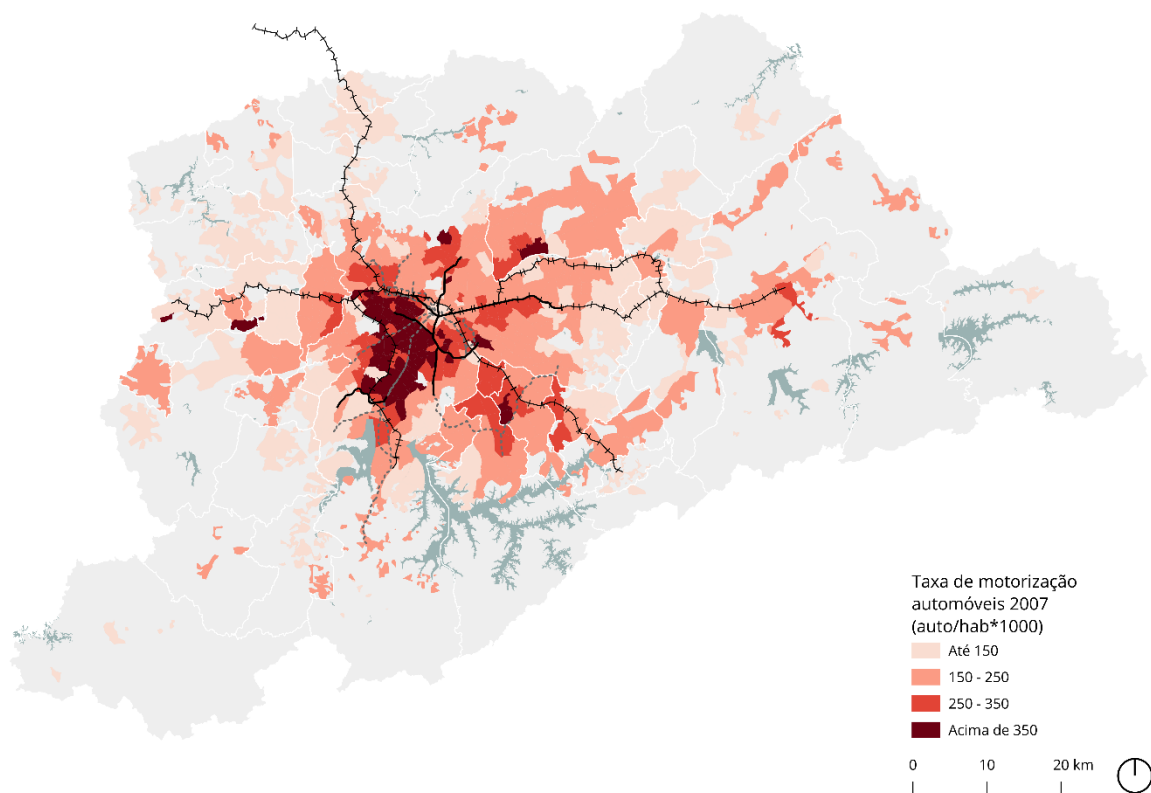 Taxa de motorização
automóveis 2007
(auto/hab*1000)
Até 150
150 - 250
250 - 350
Acima de 350
0 10 20 km